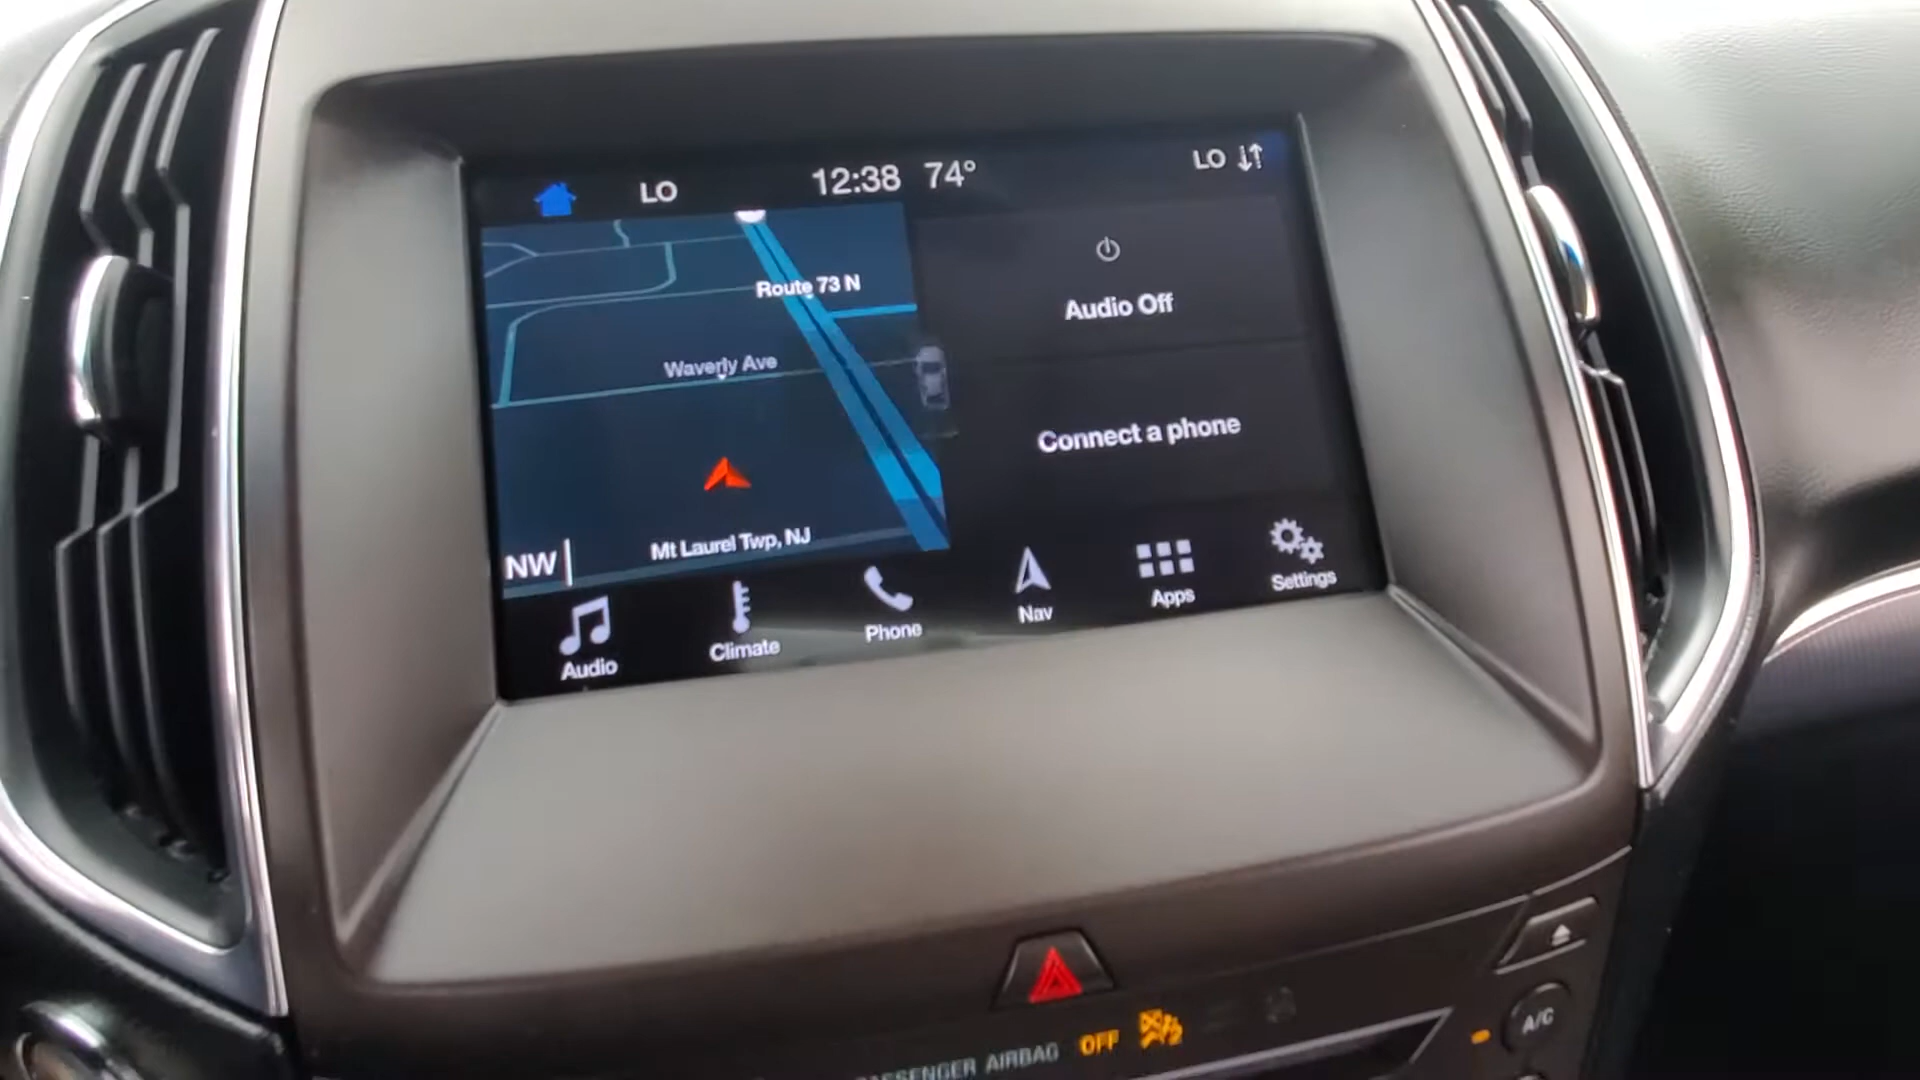 LO 12:38 74° LO
Route 73 N
Audio Off
Waverly Ave
Connect a phone
Mt Laurel Twp, NJ
NW
Audio Climate Phone Nav Apps Settings
A/C
PASSENGER AIRBAG OFF